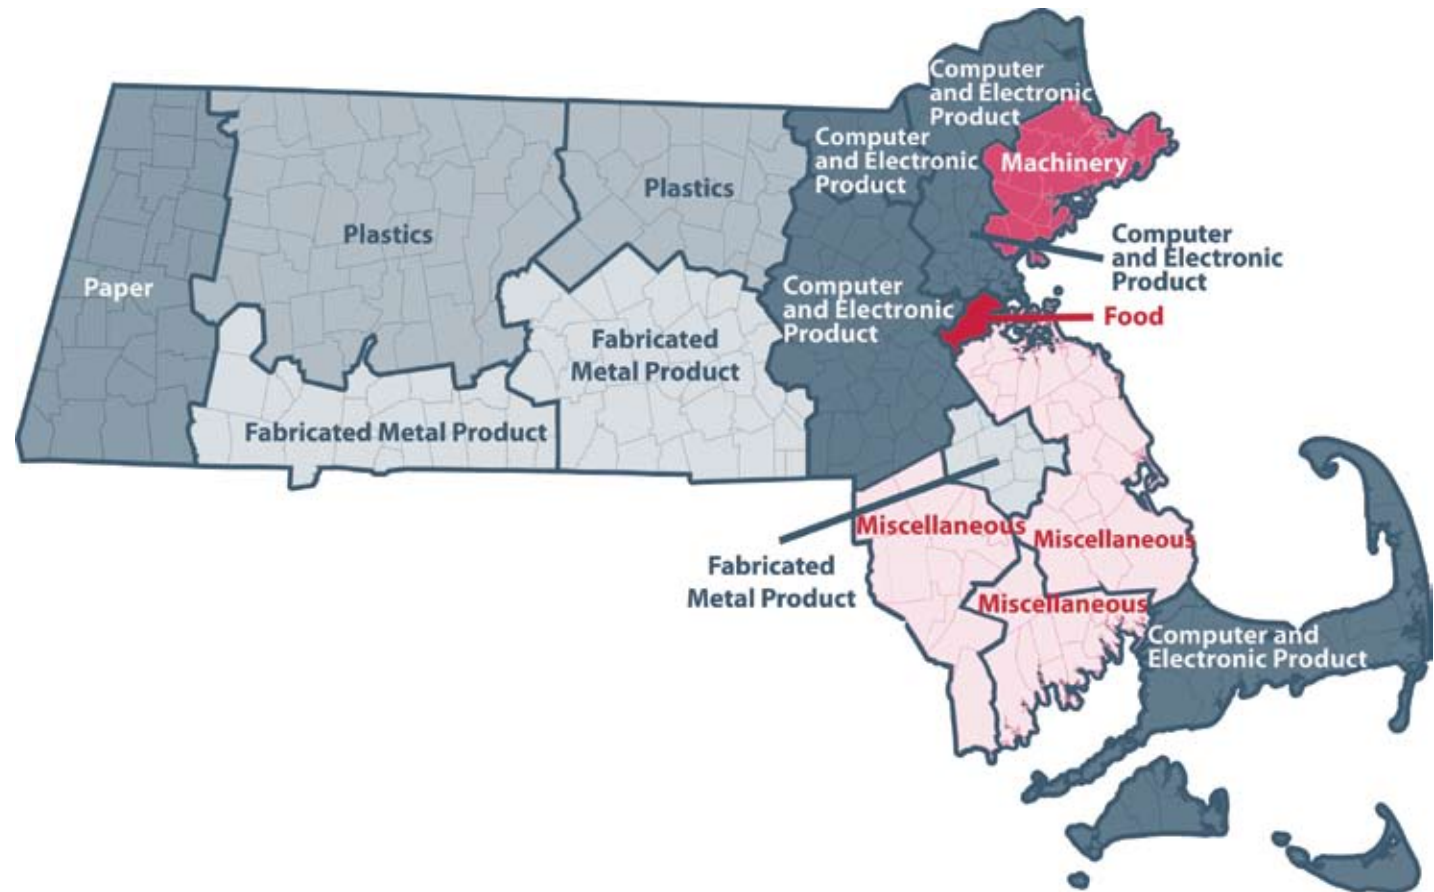 Computer
and Electronic
Product
Computer
and Electronic
Product
Machinery
Plastics
Plastics
Computer
and Electronic
Product
Paper
Computer
and Electronic
Product
Food
Fabricated
Metal Product
Fabricated Metal Product
Miscellaneous
Miscellaneous
Fabricated
Metal Product
Miscellaneous
Computer and
Electronic Product